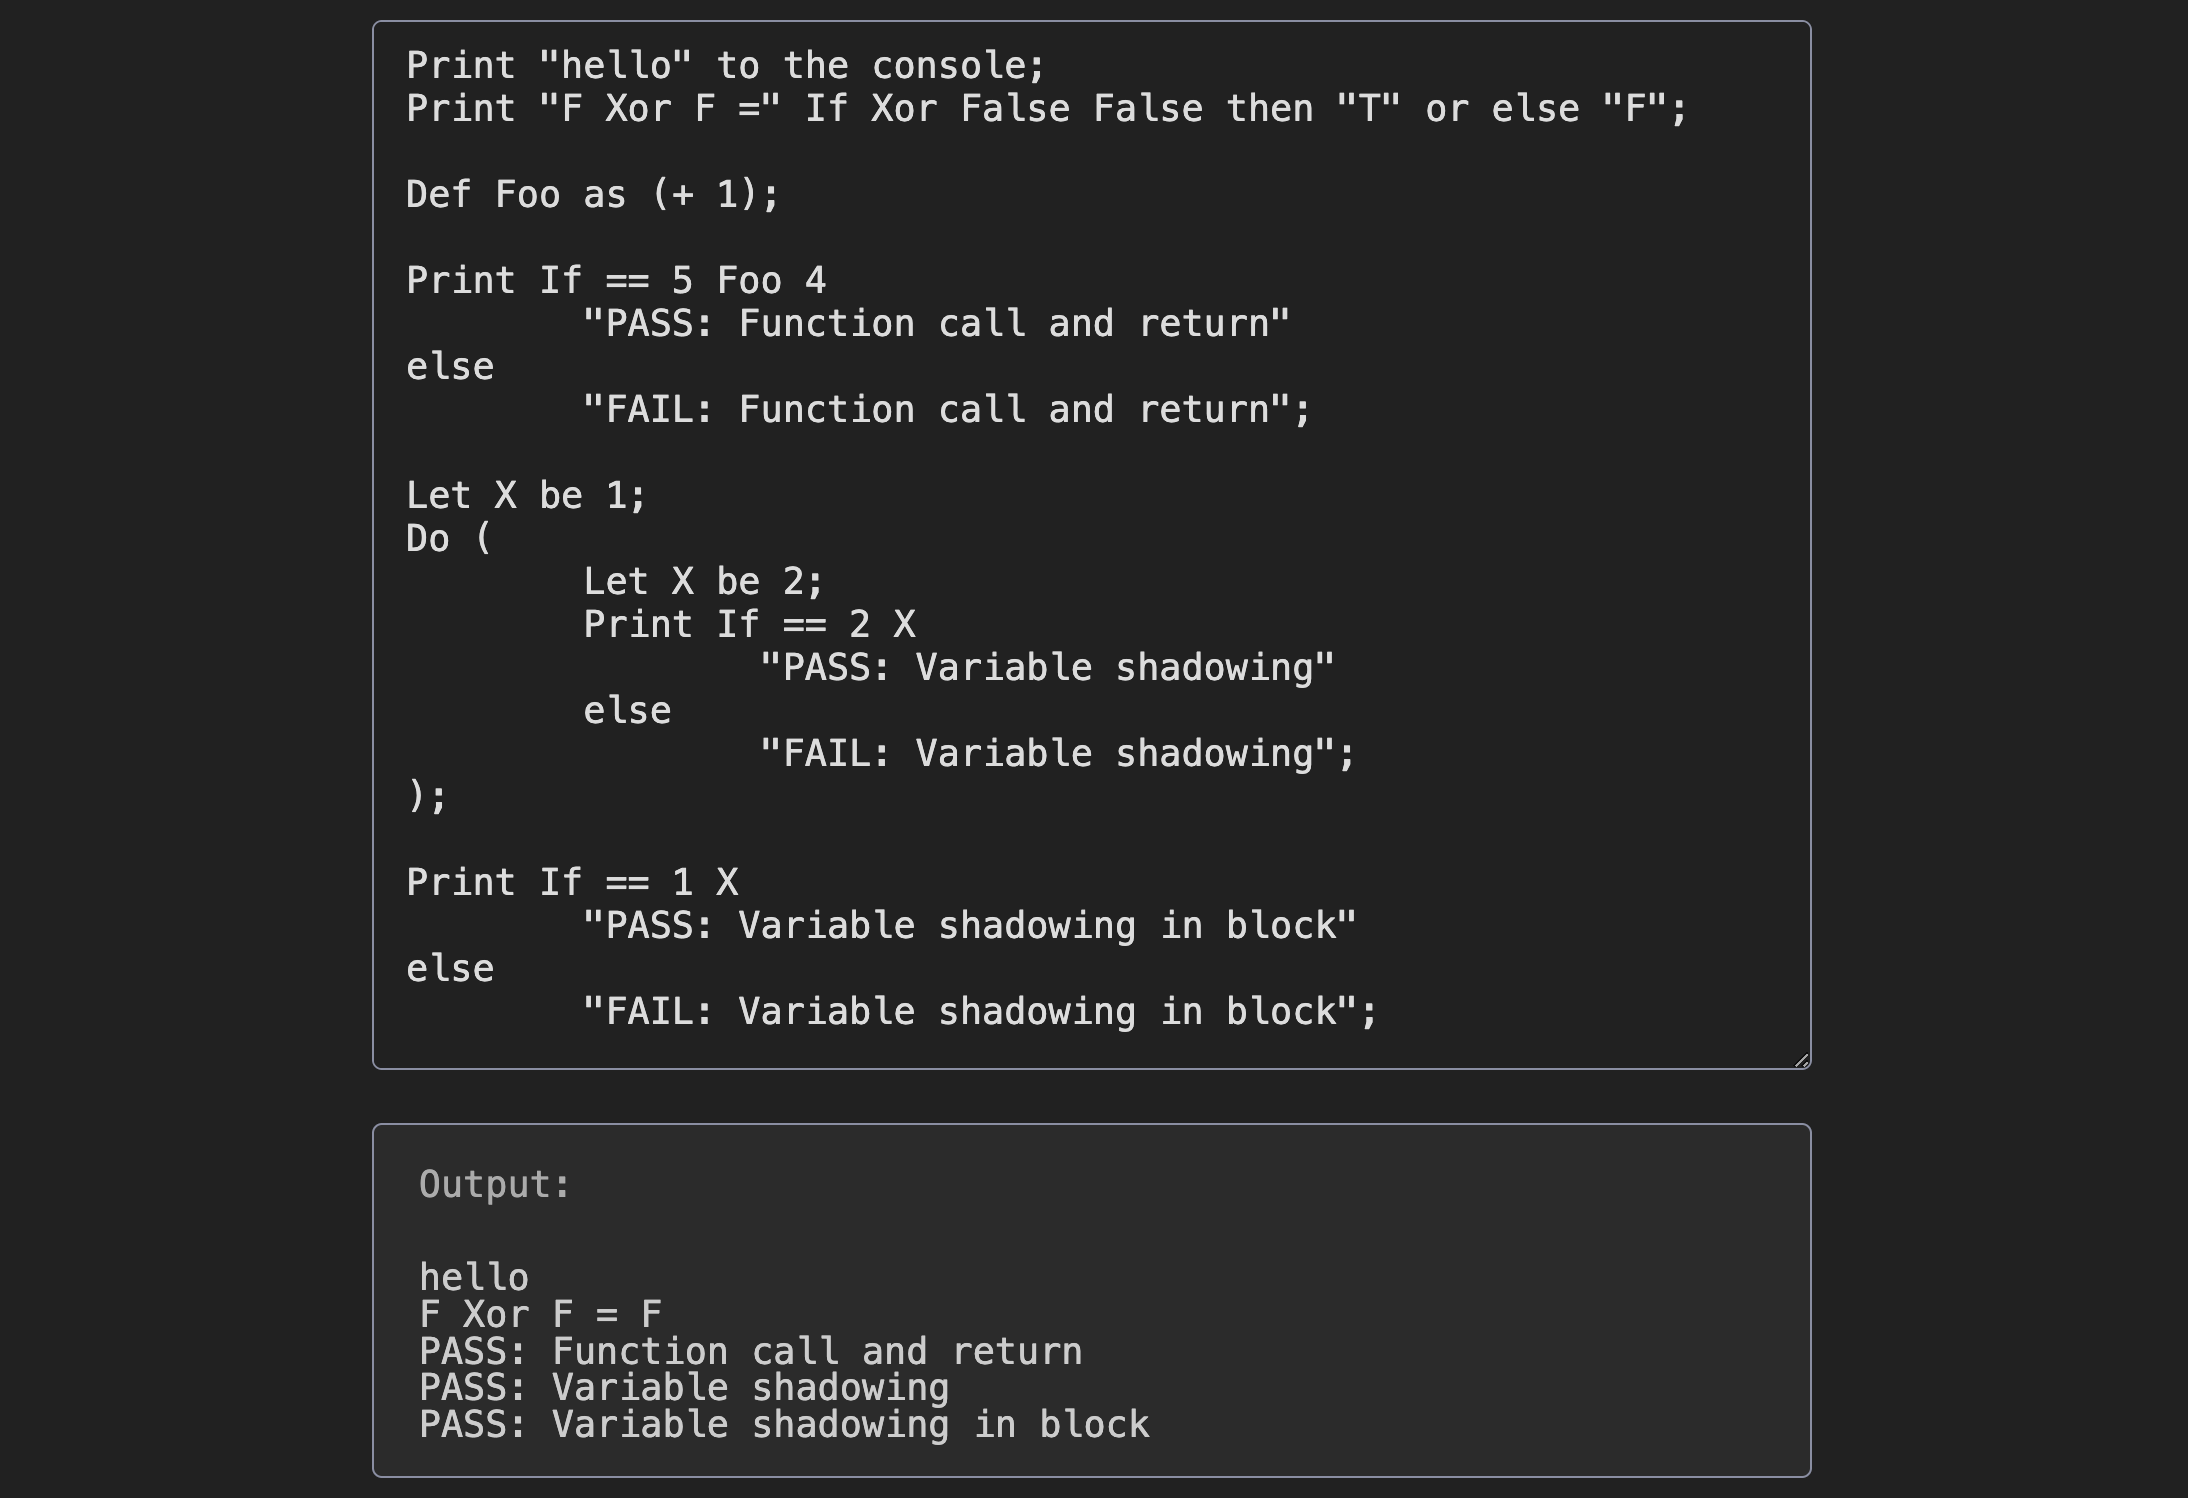 Print "hello" to the console;
Print "F Xor F =" If Xor False False then "T" or else "F";

Def Foo as (+ 1);

Print If == 5 Foo 4
        "PASS: Function call and return"
else
        "FAIL: Function call and return";

Let X be 1;
Do (
        Let X be 2;
        Print If == 2 X
                "PASS: Variable shadowing"
        else
                "FAIL: Variable shadowing";
);

Print If == 1 X
        "PASS: Variable shadowing in block"
else
        "FAIL: Variable shadowing in block";

Output:

hello
F Xor F = F
PASS: Function call and return
PASS: Variable shadowing
PASS: Variable shadowing in block